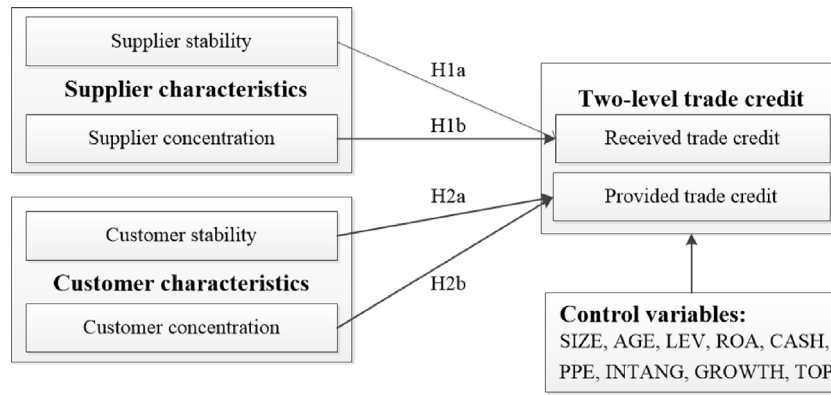 Supplier stability
Supplier characteristics
Supplier concentration
H1a
H1b
Customer stability
Customer characteristics
Customer concentration
H2a
H2b
Two-level trade credit
Received trade credit
Provided trade credit
Control variables:
SIZE, AGE, LEV, ROA, CASH,
PPE, INTANG, GROWTH, TOP